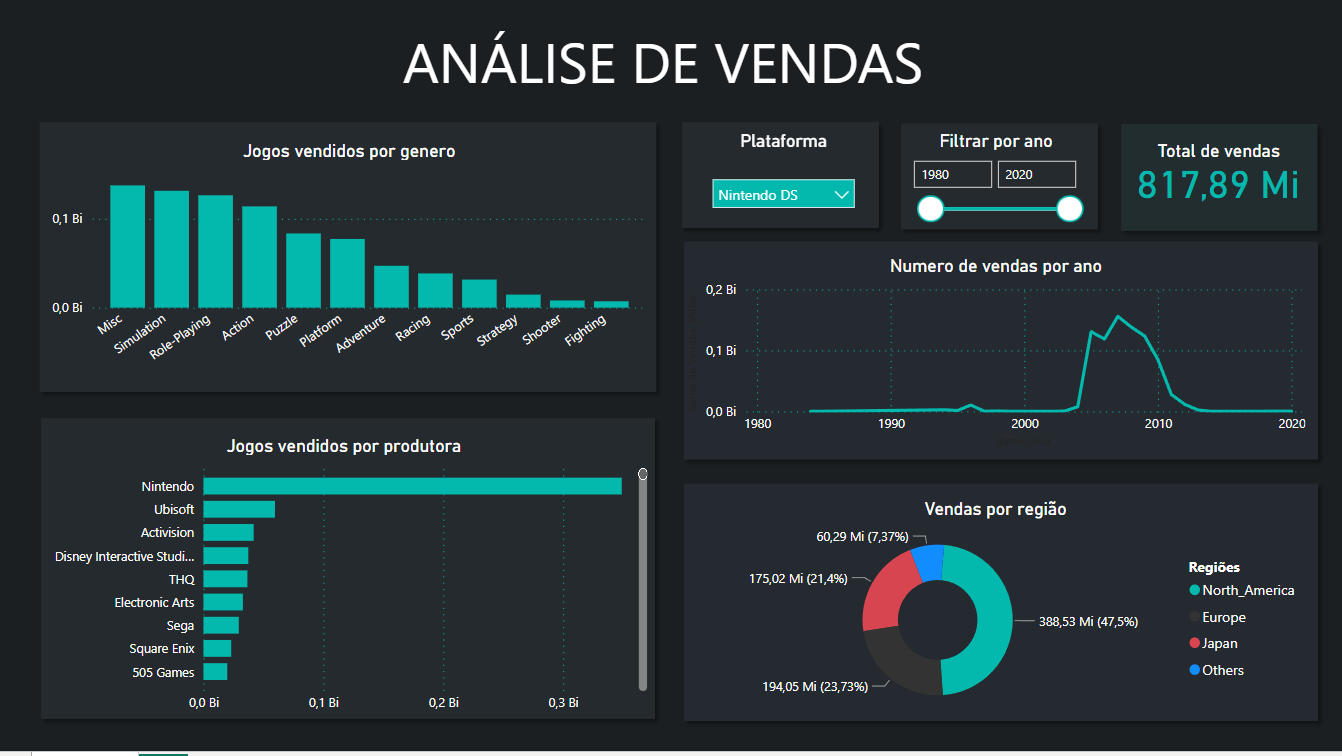 ANÁLISE DE VENDAS
Jogos vendidos por genero
0,1 Bi
0,0 Bi
Misc
Simulation
Role-Playing
Action
Puzzle
Platform
Adventure
Racing
Sports
Strategy
Shooter
Fighting
Plataforma
Nintendo DS
Filtrar por ano
1980
2020
Total de vendas
817,89 Mi
Numero de vendas por ano
0,2 Bi
0,1 Bi
0,0 Bi
1980
1990
2000
2010
2020
Jogos vendidos por produtora
Nintendo
Ubisoft
Activision
Disney Interactive Studi...
THQ
Electronic Arts
Sega
Square Enix
505 Games
0,0 Bi
0,1 Bi
0,2 Bi
0,3 Bi
Vendas por região
60,29 Mi (7,37%)
175,02 Mi (21,4%)
388,53 Mi (47,5%)
194,05 Mi (23,73%)
Regiões
North_America
Europe
Japan
Others